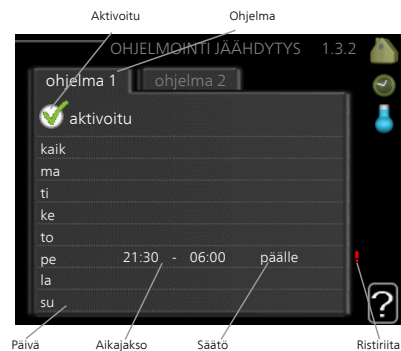 Aktivoitu Ohjelma
OHJELMOINTI JÄÄHDYTYS 1.3.2
ohjelma 1 ohjelma 2
aktivoitu
kaik
ma
ti
ke
to
pe 21:30 - 06:00 päälle !
la
su
?
Päivä Aikajakso Säätö Ristiriita